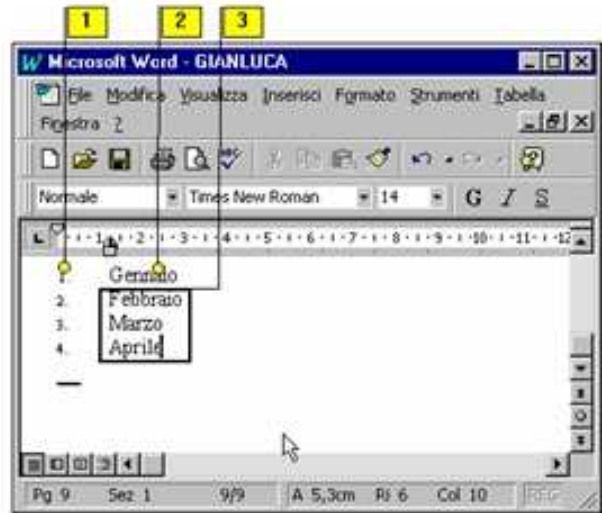 1 2 3
Microsoft Word - GIANLUCA
File Modifica Visualizza Inserisci Formato Strumenti Tabella
Finestra ?
Normale Times New Roman 14 G I S
1 2 3 4 5 6 7 8 9 10 11 12
1. Gennaio
2. Febbraio
3. Marzo
4. Aprile
Pg 9 Sez 1 9/9 A 5,3cm Ri 6 Col 10 REG